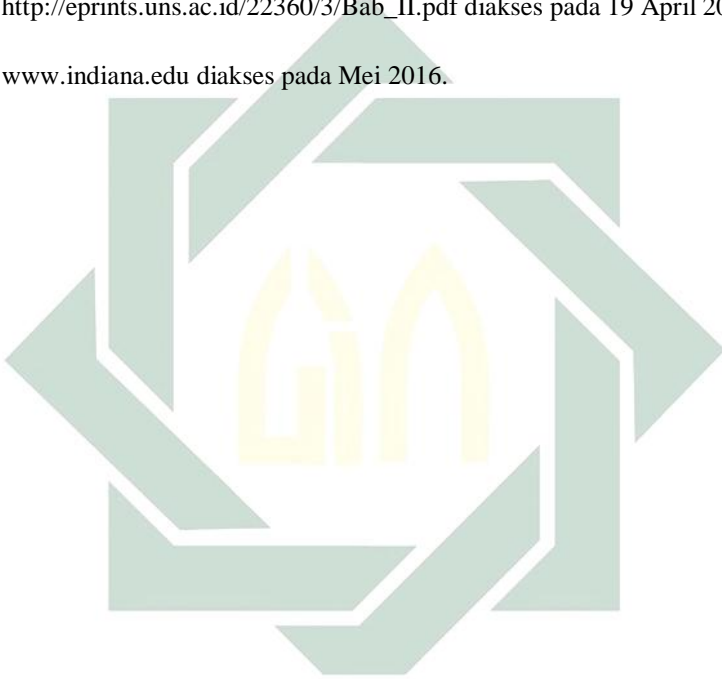 http://eprints.uns.ac.id/22360/3/Bab_II.pdf diakses pada 19 April 20
www.indiana.edu diakses pada Mei 2016.
UIN